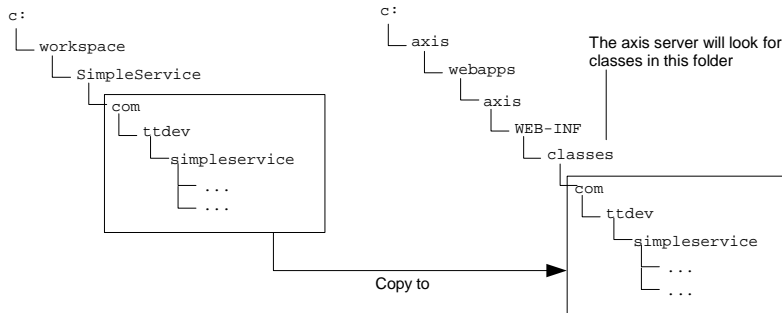 c:
workspace
SimpleService
com
ttdev
simpleservice
...
...
c:
axis
webapps
axis
WEB-INF
classes
com
ttdev
simpleservice
...
...
The axis server will look for
classes in this folder
Copy to